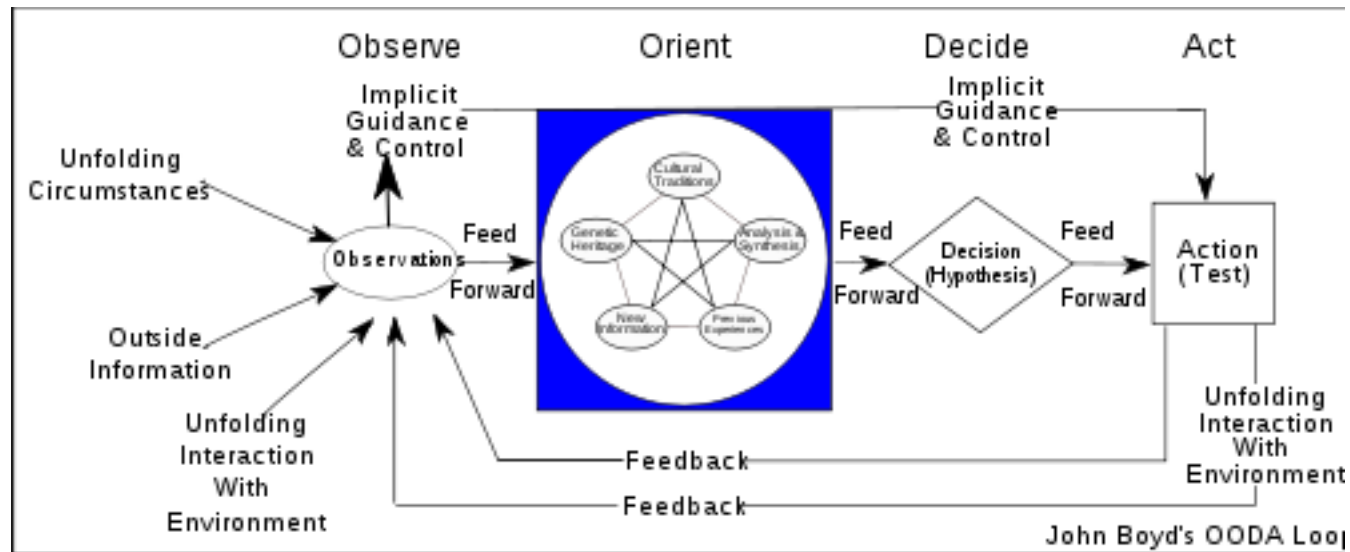 Observe Orient Decide Act
Implicit
Guidance
& Control
Implicit
Guidance
& Control
Unfolding
Circumstances
Observations
Feed
Forward
Cultural
Traditions
Genetic
Heritage
Analysis &
Synthesis
New
Information
Previous
Experiences
Feed
Forward
Decision
(Hypothesis)
Feed
Forward
Action
(Test)
Outside
Information
Unfolding
Interaction
With
Environment
Unfolding
Interaction
With
Environment
Feedback
Feedback
John Boyd's OODA Loop